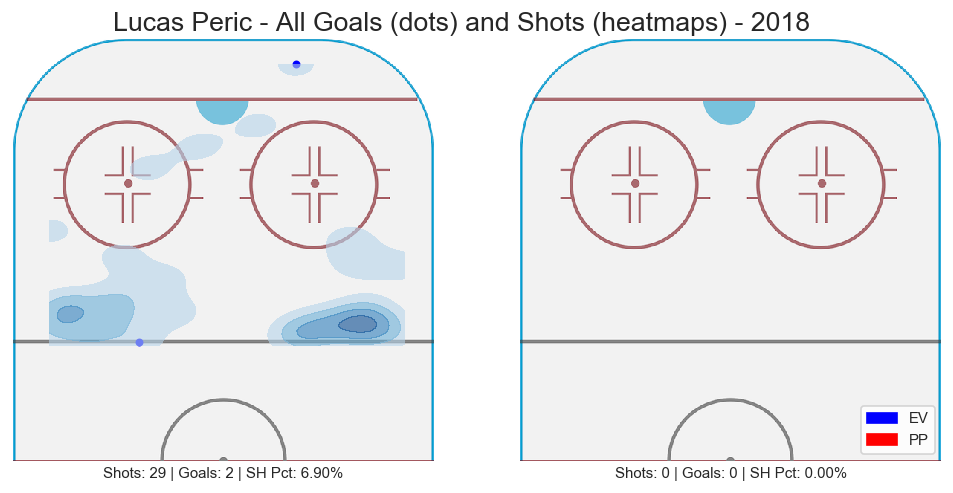 Lucas Peric - All Goals (dots) and Shots (heatmaps) - 2018
EV
PP
Shots: 29 | Goals: 2 | SH Pct: 6.90%
Shots: 0 | Goals: 0 | SH Pct: 0.00%